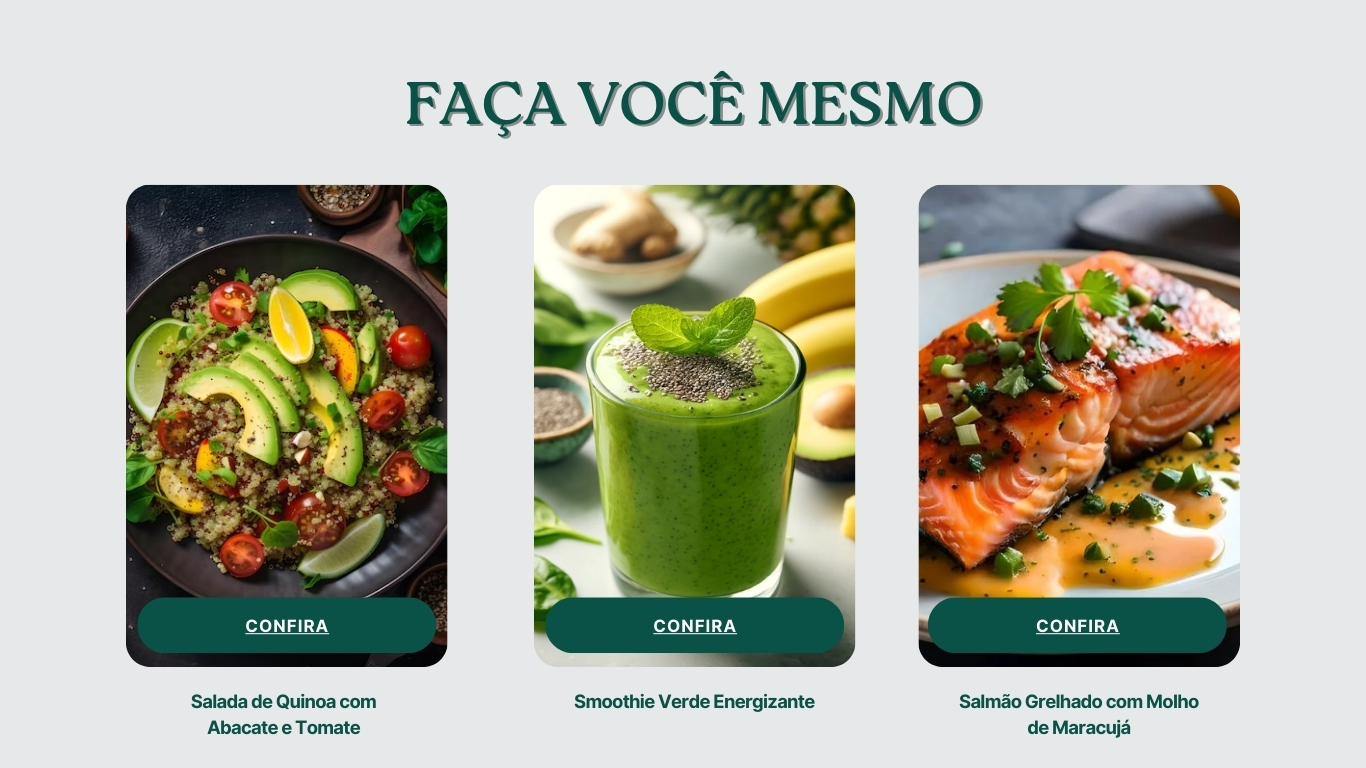 FAÇA VOCÊ MESMO
CONFIRA
CONFIRA
CONFIRA
Salada de Quinoa com
Abacate e Tomate
Smoothie Verde Energizante
Salmão Grelhado com Molho
de Maracujá